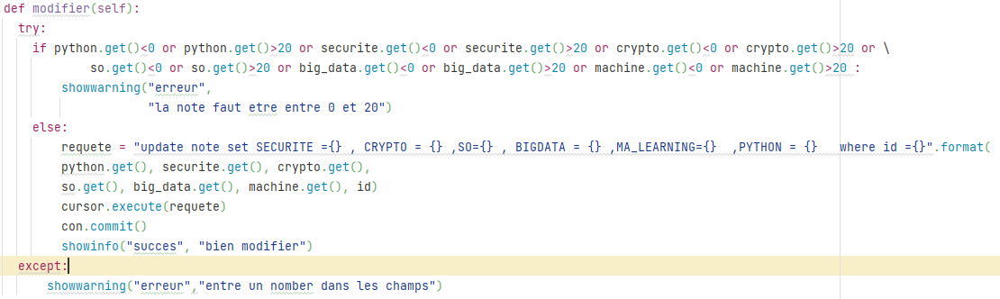 def modifier(self):
try:
if python.get()<0 or python.get()>20 or securite.get()<0 or securite.get()>20 or crypto.get()<0 or crypto.get()>20 or \
so.get()<0 or so.get()>20 or big_data.get()<0 or big_data.get()>20 or machine.get()<0 or machine.get()>20 :
showwarning("erreur",
"la note faut etre entre 0 et 20")
else:
requete = "update note set SECURITE ={} , CRYPTO = {} ,SO={} , BIGDATA = {} ,MA_LEARNING={}  ,PYTHON = {}   where id ={}".format(
python.get(), securite.get(), crypto.get(),
so.get(), big_data.get(), machine.get(), id)
cursor.execute(requete)
con.commit()
showinfo("succes", "bien modifier")
except:
showwarning("erreur","entre un nomber dans les champs")